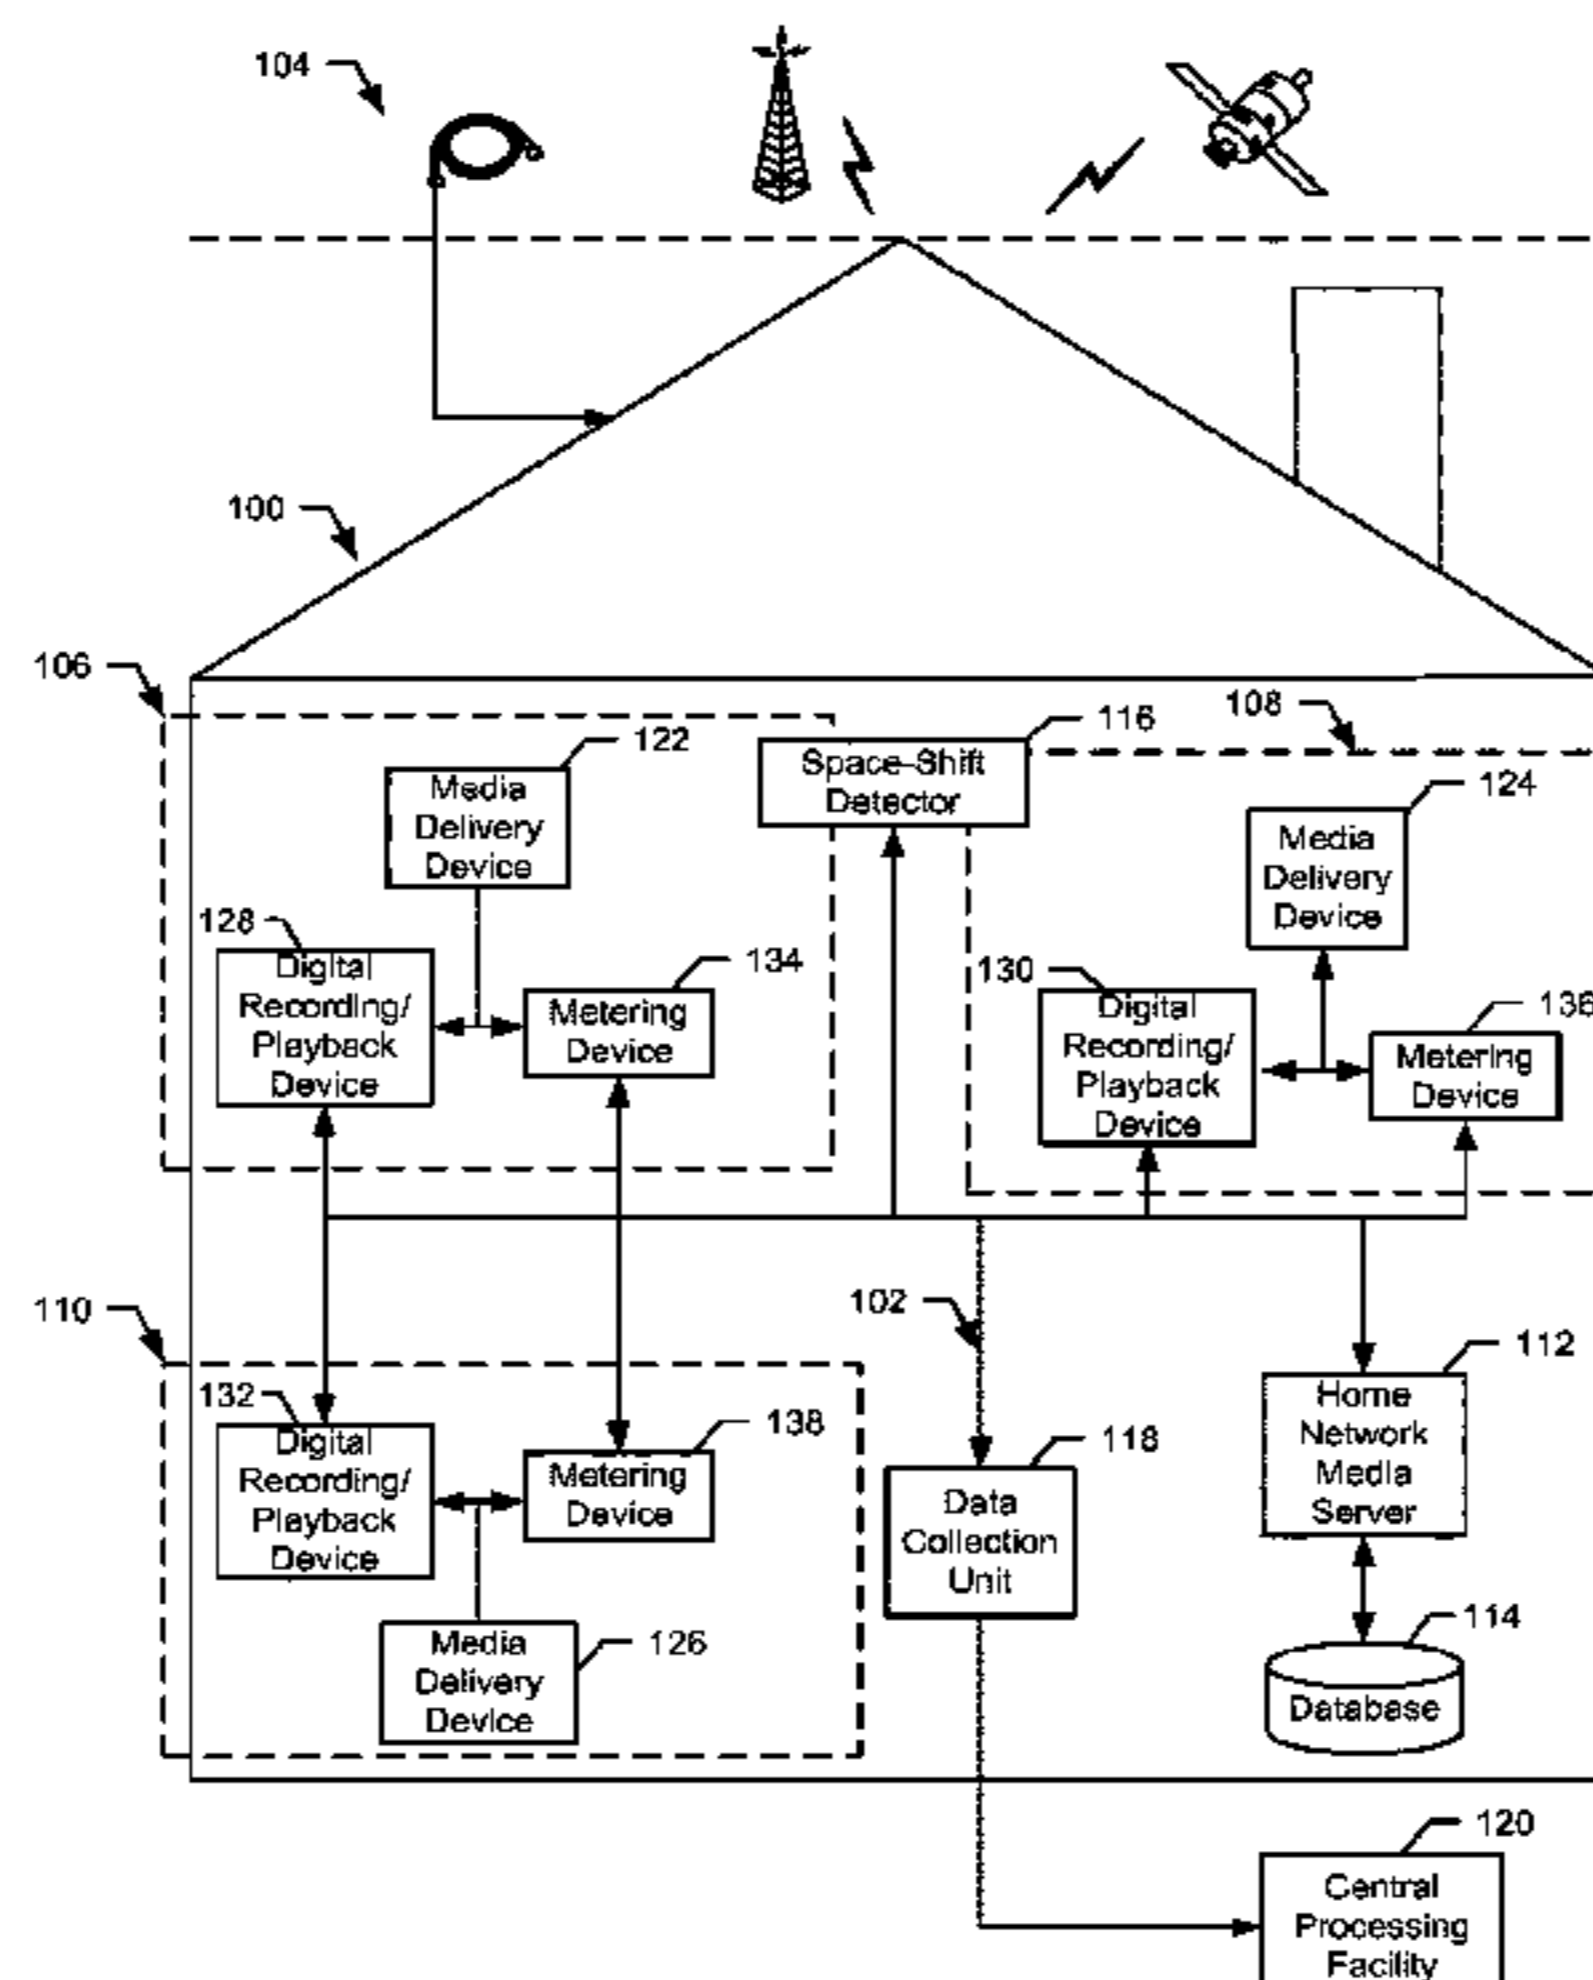 104
100
106
108
116
Space-Shift
Detector
122
Media
Delivery
Device
124
Media
Delivery
Device
128
Digital
Recording/
Playback
Device
134
Metering
Device
130
Digital
Recording/
Playback
Device
136
Metering
Device
110
102
112
Home
Network
Media
Server
132
Digital
Recording/
Playback
Device
138
Metering
Device
118
Data
Collection
Unit
126
Media
Delivery
Device
114
Database
120
Central
Processing
Facility